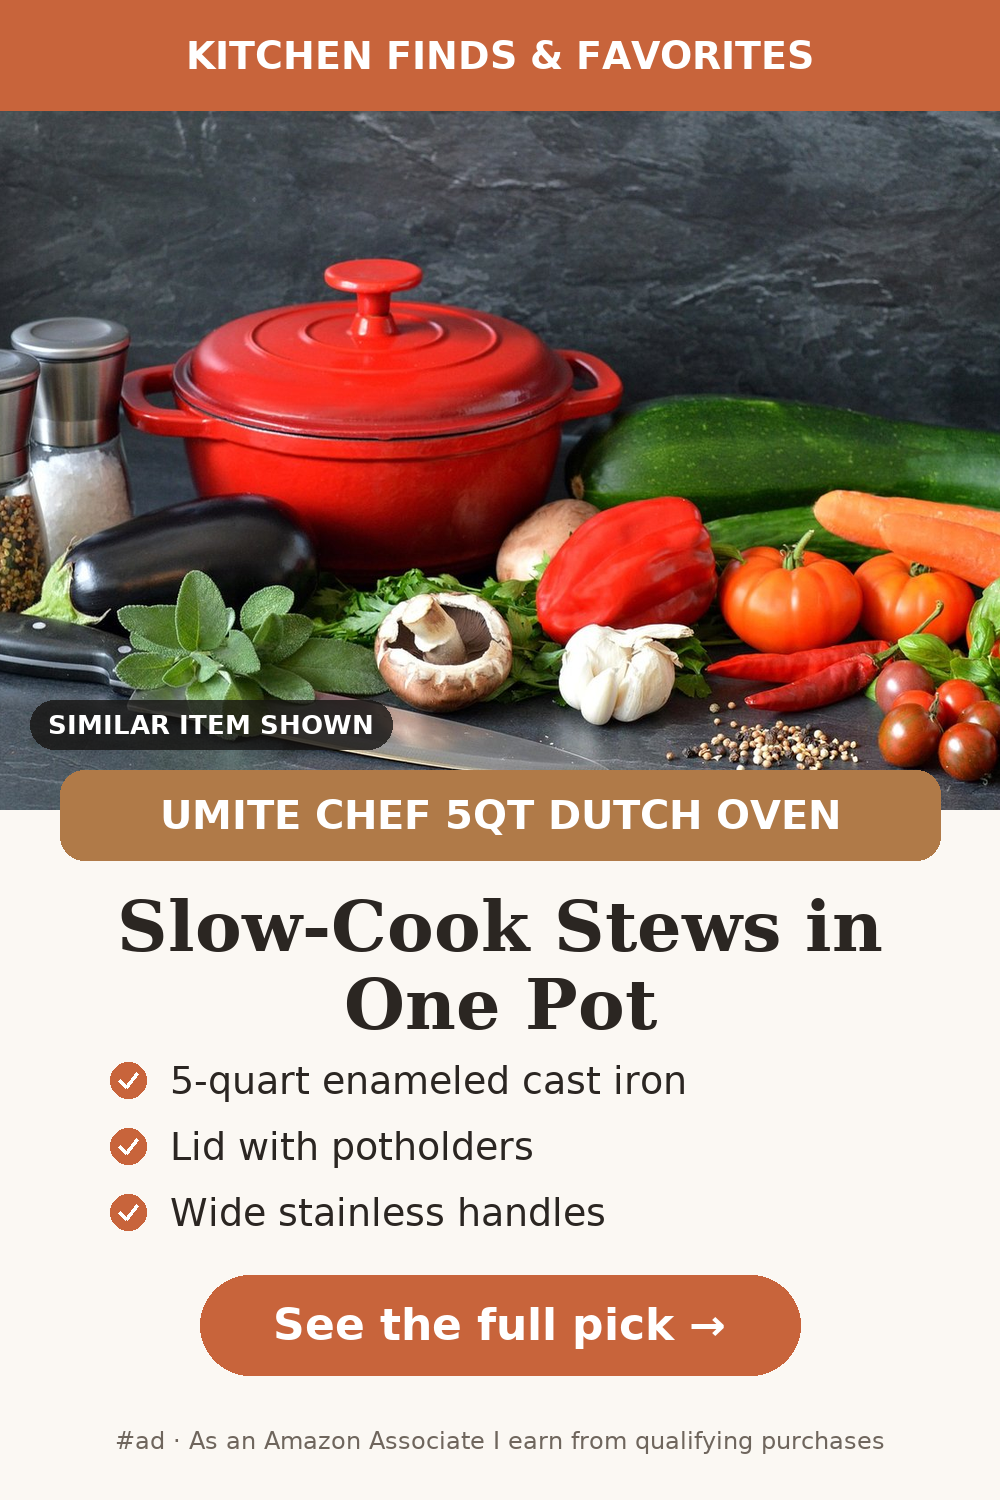 KITCHEN FINDS & FAVORITES
SIMILAR ITEM SHOWN
UMITE CHEF 5QT DUTCH OVEN
Slow-Cook Stews in
One Pot
5-quart enameled cast iron
Lid with potholders
Wide stainless handles
See the full pick →
#ad · As an Amazon Associate I earn from qualifying purchases